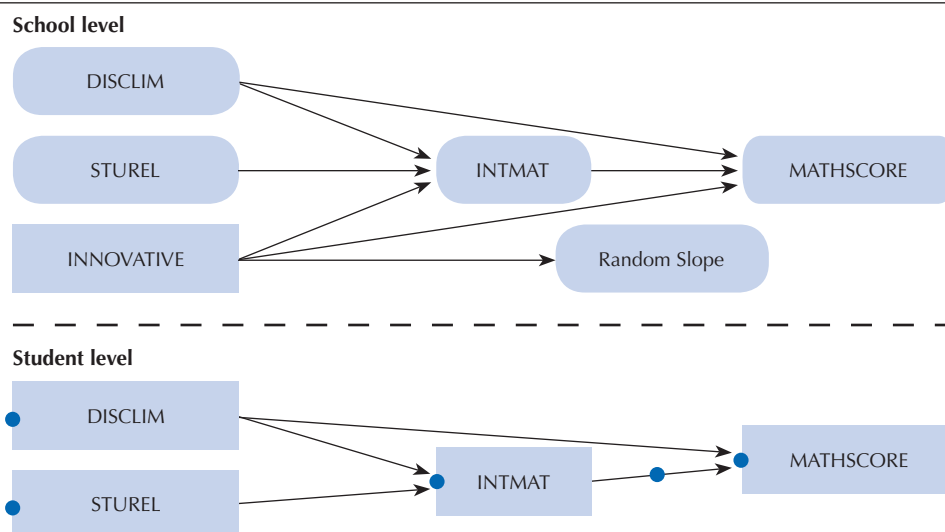 School level
DISCLIM
STUREL
INTMAT
MATHSCORE
INNOVATIVE
Random Slope
Student level
DISCLIM
MATHSCORE
INTMAT
STUREL